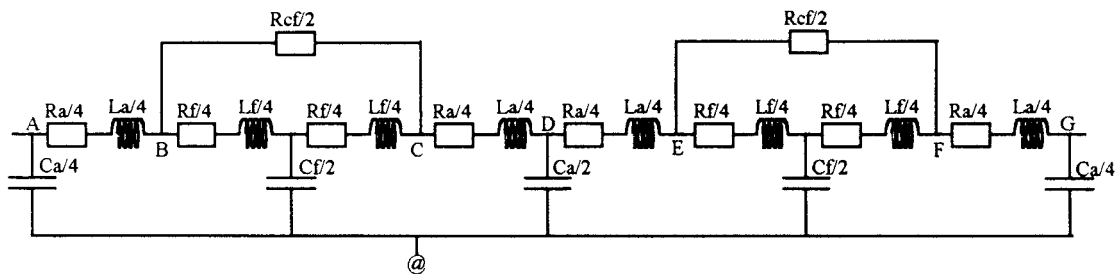 Rcf/2 Rcf/2
Ra/4 La/4 Rf/4 Lf/4 Rf/4 Lf/4 Ra/4 La/4 Ra/4 La/4 Rf/4 Lf/4 Rf/4 Lf/4 Ra/4 La/4
A B C D E F G
Ca/4 Cf/2 Ca/2 Cf/2 Ca/4
@